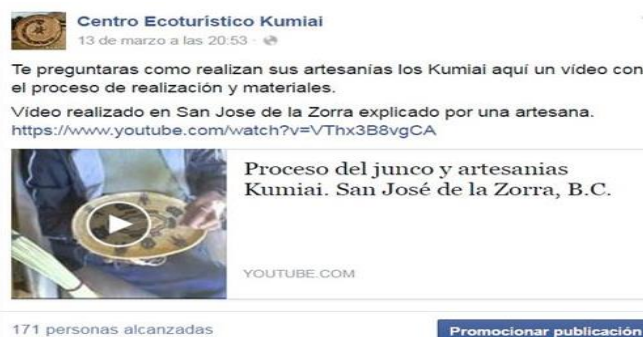 Centro Ecoturístico Kumiai
13 de marzo a las 20:53 ·
Te preguntaras como realizan sus artesanías los Kumiai aquí un vídeo con
el proceso de realización y materiales.
Vídeo realizado en San Jose de la Zorra explicado por una artesana.
https://www.youtube.com/watch?v=VThx3B8vgCA
Proceso del junco y artesanias
Kumiai. San José de la Zorra, B.C.
YOUTUBE.COM
171 personas alcanzadas
Promocionar publicación